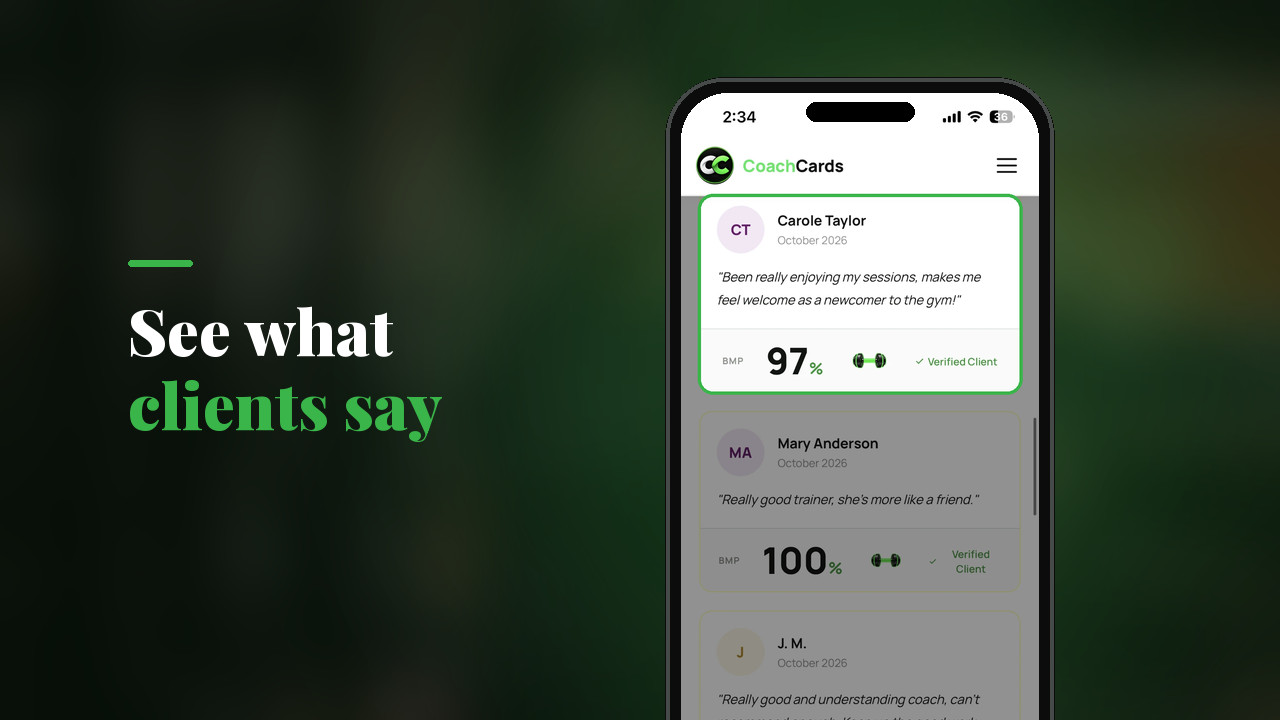 See what
clients say
2:34
36
CoachCards
CT
Carole Taylor
October 2026
"Been really enjoying my sessions, makes me
feel welcome as a newcomer to the gym!"
BMP
97%
Verified Client
MA
Mary Anderson
October 2026
"Really good trainer, she's more like a friend."
BMP
100%
Verified
Client
J
J. M.
October 2026
"Really good and understanding coach, can't